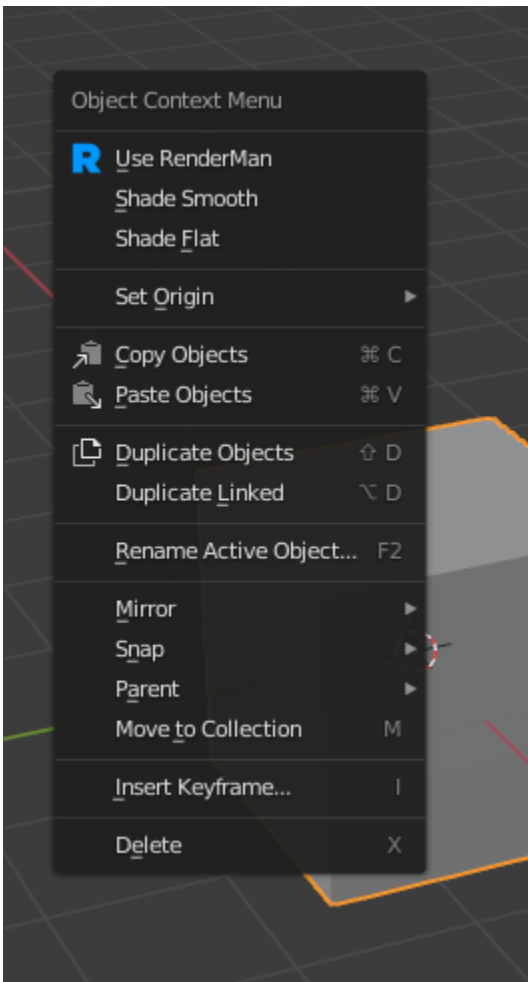 Object Context Menu
R Use RenderMan
Shade Smooth
Shade Flat
Set Origin
Copy Objects ⌘ C
Paste Objects ⌘ V
Duplicate Objects ⇧ D
Duplicate Linked ⌥ D
Rename Active Object... F2
Mirror
Snap
Parent
Move to Collection M
Insert Keyframe... I
Delete X